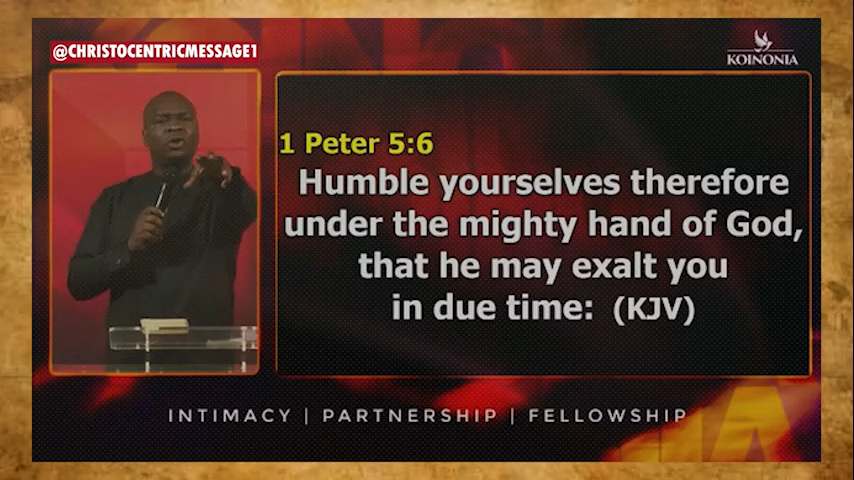 @CHRISTOCENTRICMESSAGE1
KOINONIA
1 Peter 5:6
Humble yourselves therefore
under the mighty hand of God,
that he may exalt you
in due time: (KJV)
INTIMACY | PARTNERSHIP | FELLOWSHIP